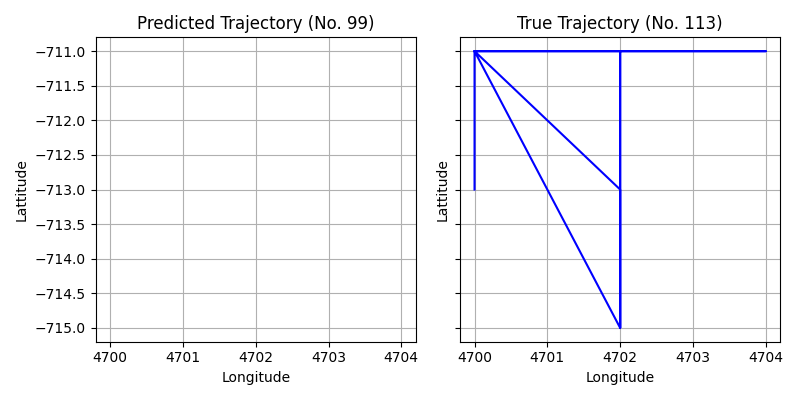 Predicted Trajectory (No. 99)
True Trajectory (No. 113)
Lattitude
−711.0
−711.5
−712.0
−712.5
−713.0
−713.5
−714.0
−714.5
−715.0
4700 4701 4702 4703 4704
Longitude
Lattitude
4700 4701 4702 4703 4704
Longitude